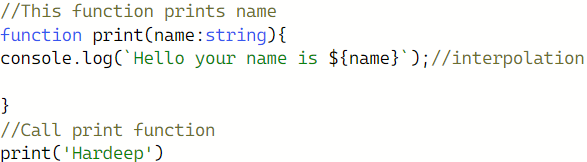 //This function prints name
function print(name:string){
console.log(`Hello your name is ${name}`);//interpolation
}
//Call print function
print('Hardeep')